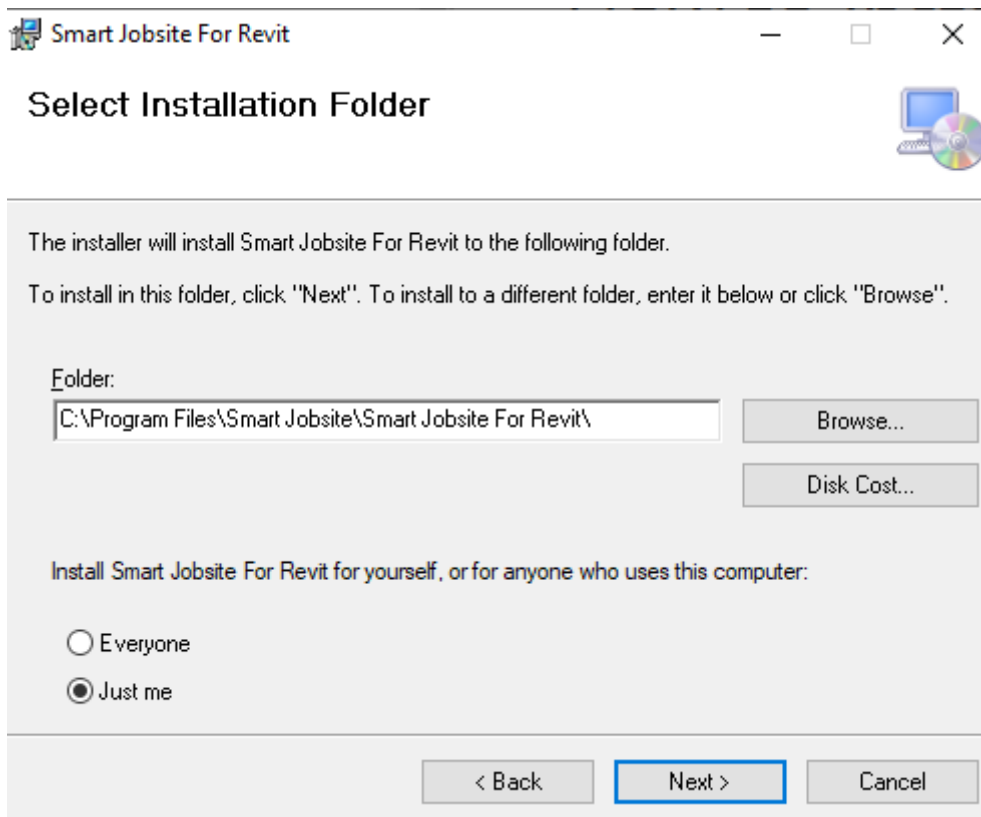 Smart Jobsite For Revit
Select Installation Folder
The installer will install Smart Jobsite For Revit to the following folder.
To install in this folder, click "Next". To install to a different folder, enter it below or click "Browse".
Folder:
C:\Program Files\Smart Jobsite\Smart Jobsite For Revit\
Browse...
Disk Cost...
Install Smart Jobsite For Revit for yourself, or for anyone who uses this computer:
Everyone
Just me
< Back
Next >
Cancel